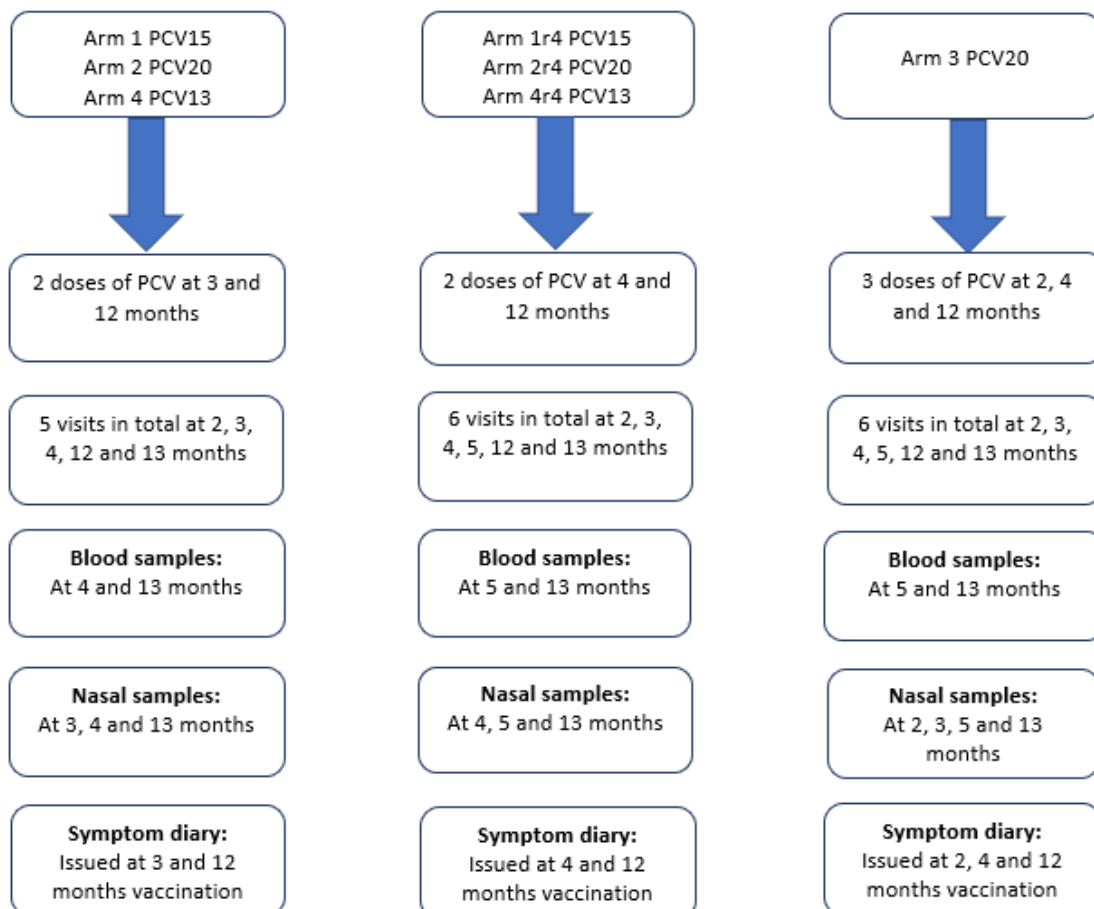 Arm 1 PCV15
Arm 2 PCV20
Arm 4 PCV13
2 doses of PCV at 3 and
12 months
5 visits in total at 2, 3,
4, 12 and 13 months
Blood samples:
At 4 and 13 months
Nasal samples:
At 3, 4 and 13 months
Symptom diary:
Issued at 3 and 12
months vaccination
Arm 1r4 PCV15
Arm 2r4 PCV20
Arm 4r4 PCV13
2 doses of PCV at 4 and
12 months
6 visits in total at 2, 3,
4, 5, 12 and 13 months
Blood samples:
At 5 and 13 months
Nasal samples:
At 4, 5 and 13 months
Symptom diary:
Issued at 4 and 12
months vaccination
Arm 3 PCV20
3 doses of PCV at 2, 4
and 12 months
6 visits in total at 2, 3,
4, 5, 12 and 13 months
Blood samples:
At 5 and 13 months
Nasal samples:
At 2, 3, 5 and 13
months
Symptom diary:
Issued at 2, 4 and 12
months vaccination